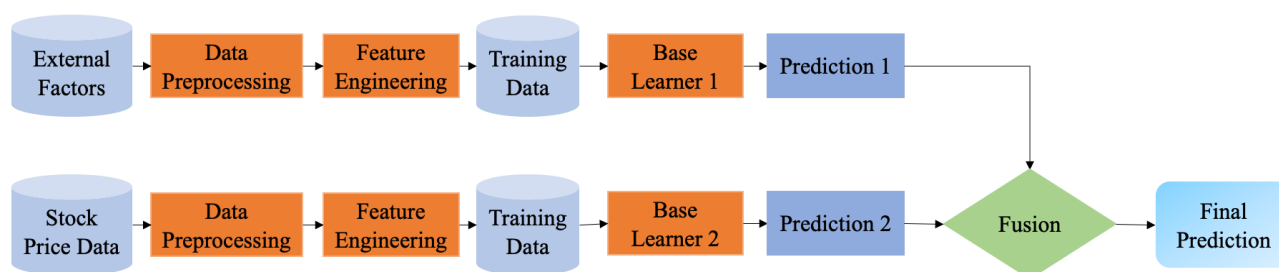 External
Factors
Data
Preprocessing
Feature
Engineering
Training
Data
Base
Learner 1
Prediction 1
Stock
Price Data
Data
Preprocessing
Feature
Engineering
Training
Data
Base
Learner 2
Prediction 2
Fusion
Final
Prediction